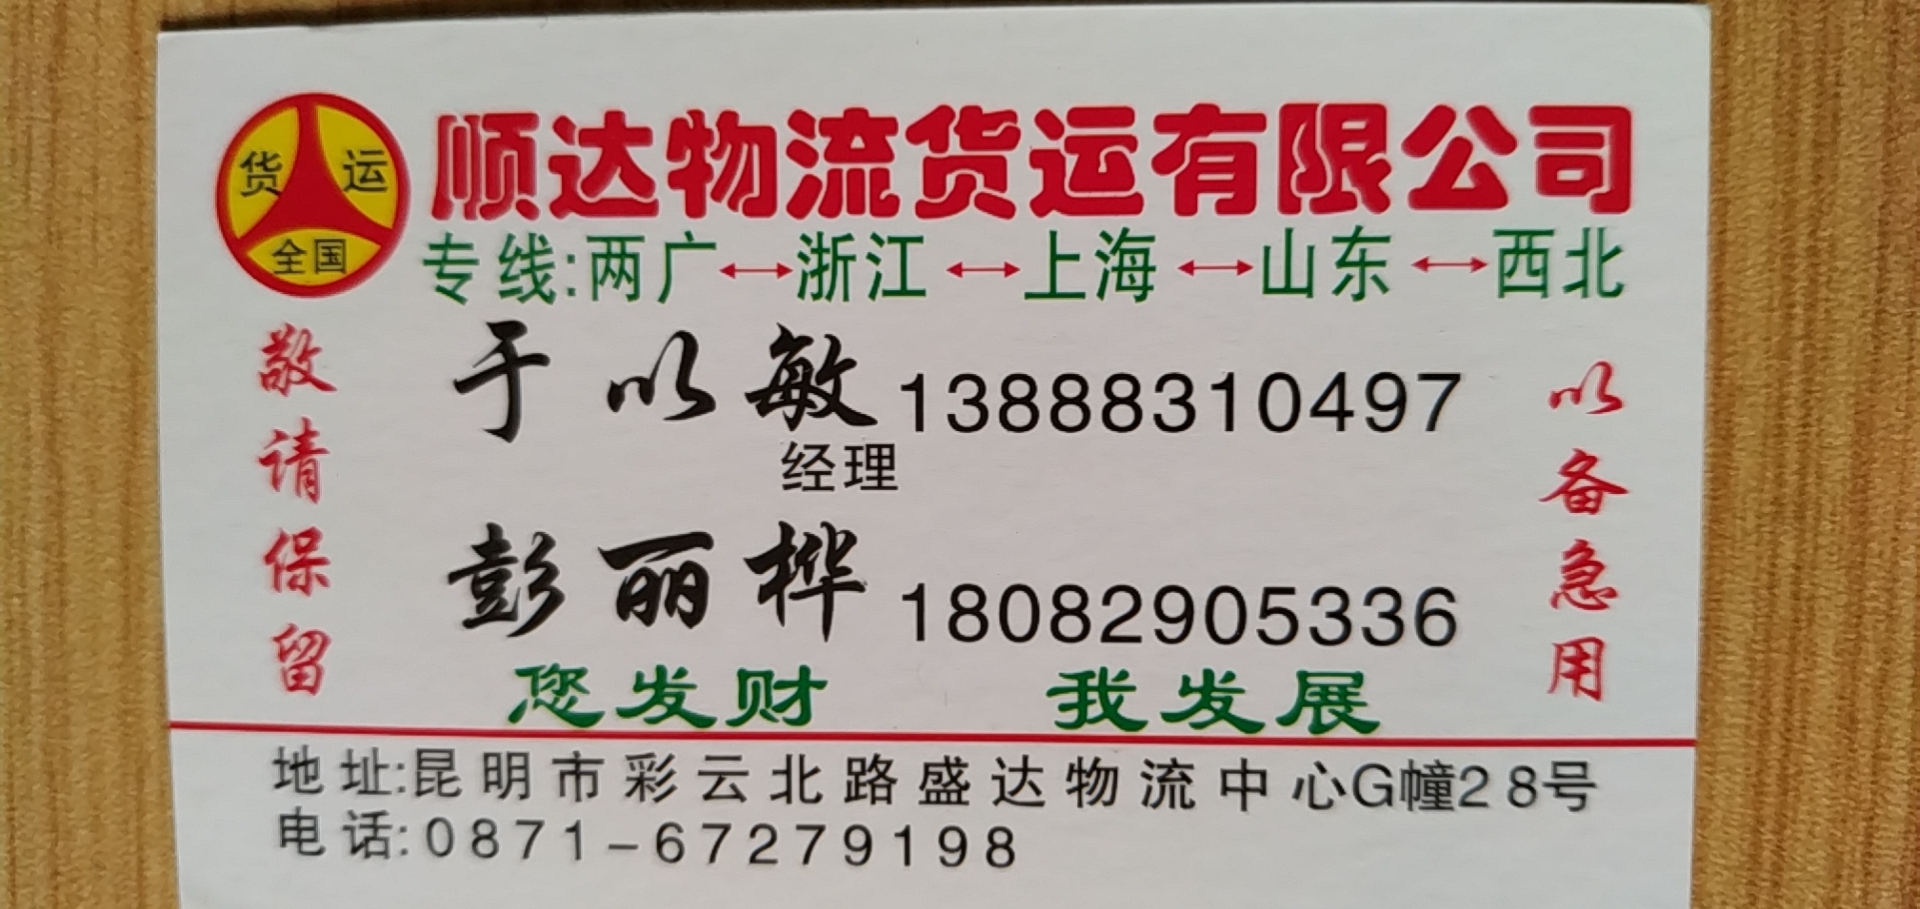 货运
全国
顺达物流货运有限公司
专线:两广↔浙江↔上海↔山东↔西北
敬请保留
于以敏 13888310497
经理
彭丽桦 18082905336
以备急用
您发财 我发展
地址:昆明市彩云北路盛达物流中心G幢28号
电话:0871-67279198